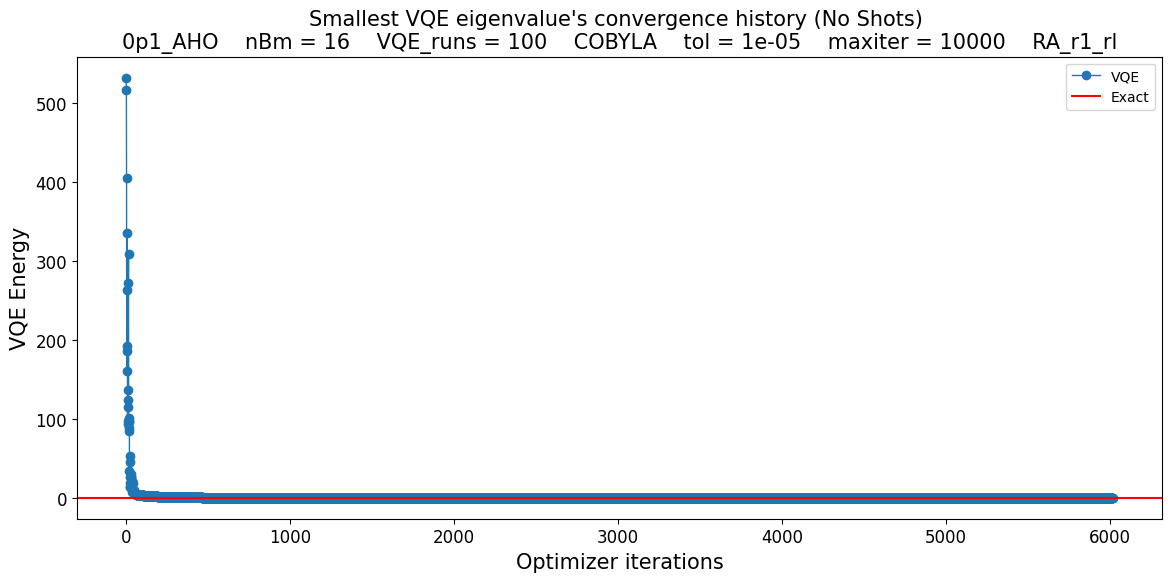 Smallest VQE eigenvalue's convergence history (No Shots)
0p1_AHO    nBm = 16    VQE_runs = 100    COBYLA    tol = 1e-05    maxiter = 10000    RA_r1_rl
VQE
Exact
VQE Energy
500
400
300
200
100
0
0 1000 2000 3000 4000 5000 6000
Optimizer iterations